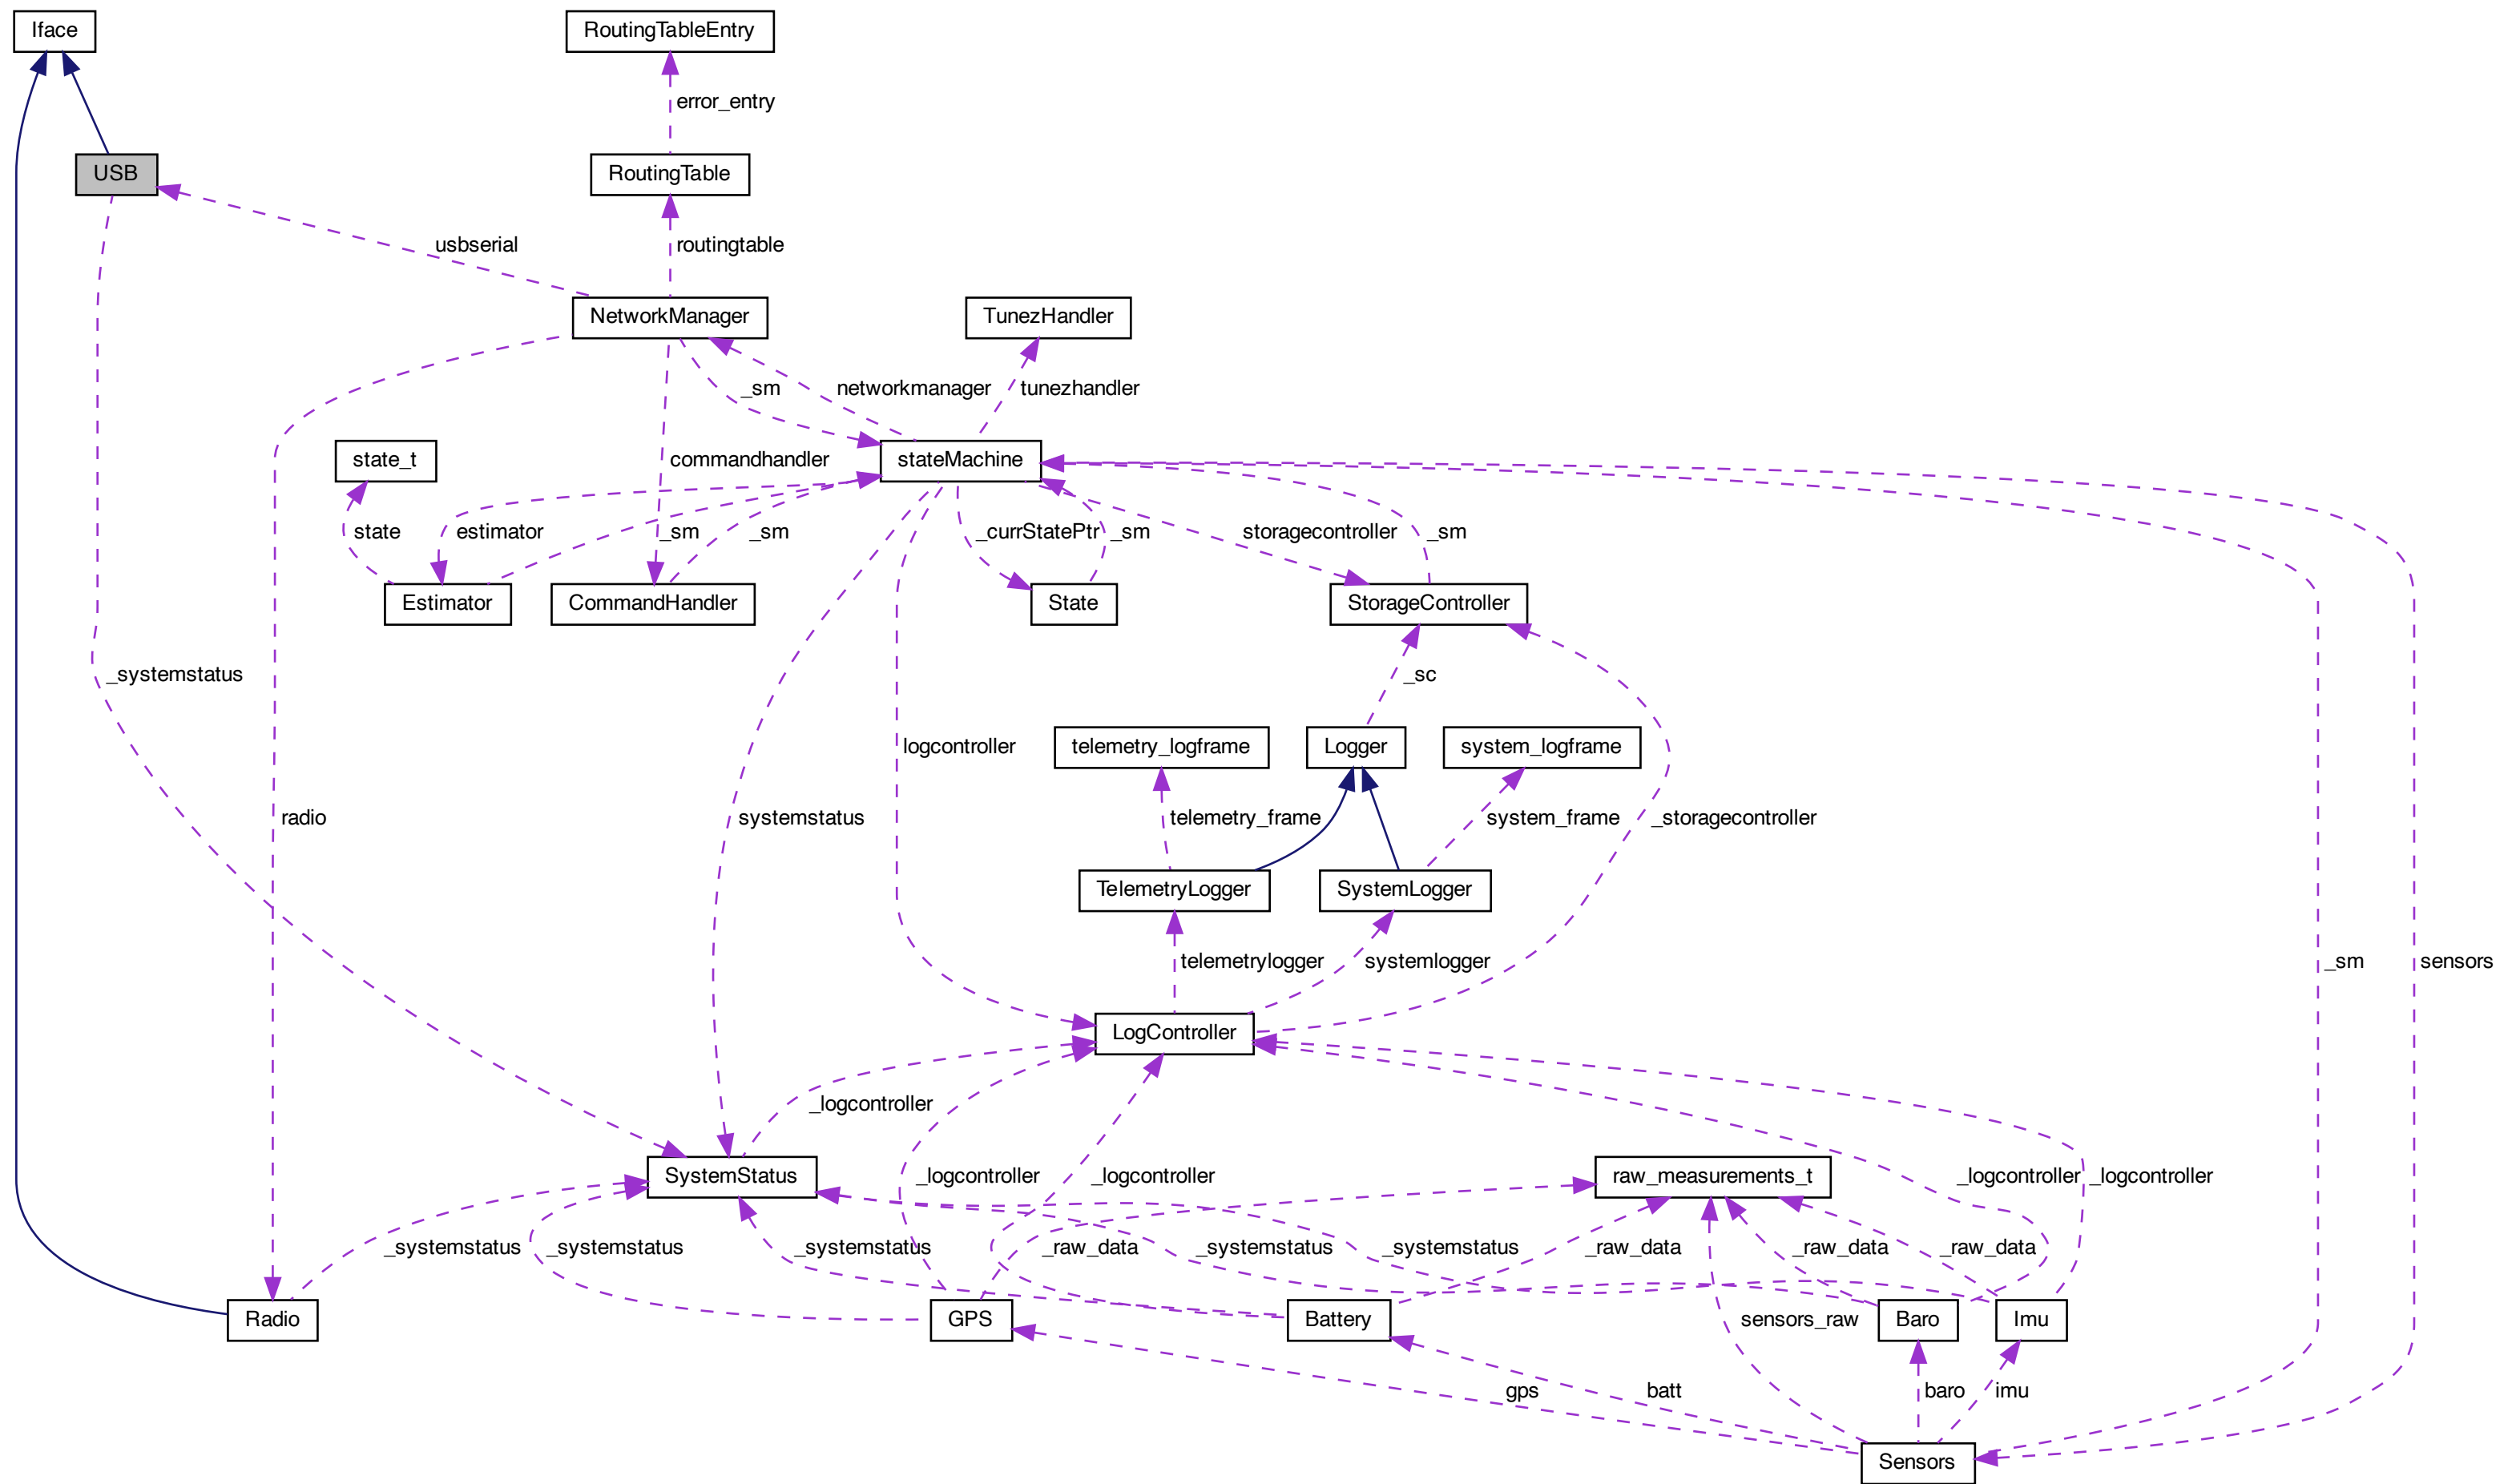 Iface
RoutingTableEntry
error_entry
USB
RoutingTable
usbserial
routingtable
NetworkManager
TunezHandler
_sm
networkmanager
tunezhandler
state_t
commandhandler
stateMachine
state
estimator
_sm
_sm
_currStatePtr
_sm
storagecontroller
_sm
Estimator
CommandHandler
State
StorageController
_systemstatus
_sc
logcontroller
telemetry_logframe
Logger
system_logframe
radio
systemstatus
telemetry_frame
system_frame
_storagecontroller
TelemetryLogger
SystemLogger
telemetrylogger
systemlogger
_sm
sensors
LogController
_logcontroller
SystemStatus
_logcontroller
_logcontroller
raw_measurements_t
_logcontroller
_logcontroller
_systemstatus
_systemstatus
_systemstatus
_raw_data
_systemstatus
_systemstatus
_raw_data
_raw_data
_raw_data
Radio
GPS
Battery
sensors_raw
Baro
Imu
gps
batt
baro
imu
Sensors